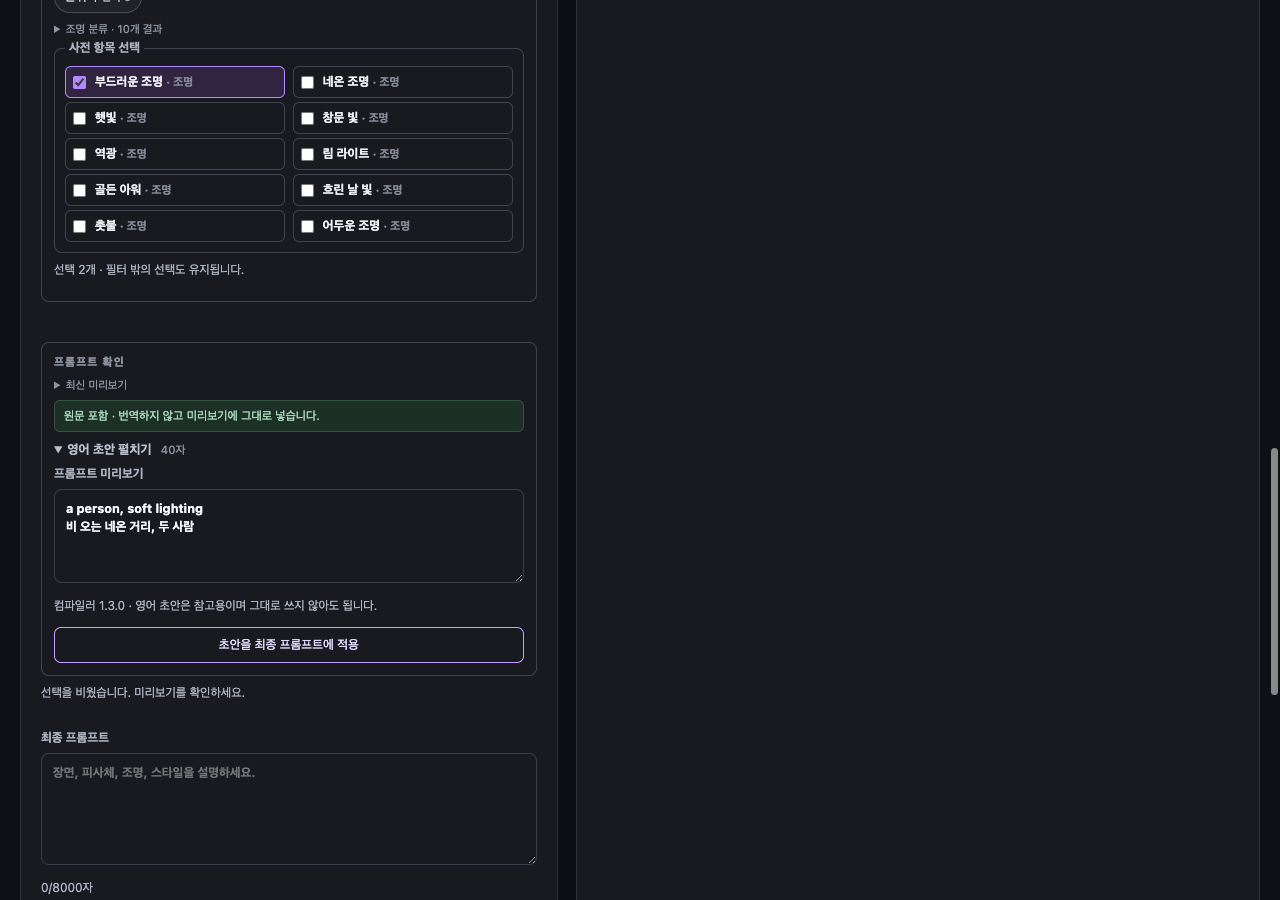 조명 분류 · 10개 결과
사전 항목 선택
부드러운 조명 · 조명
네온 조명 · 조명
햇빛 · 조명
창문 빛 · 조명
역광 · 조명
림 라이트 · 조명
골든 아워 · 조명
흐린 날 빛 · 조명
촛불 · 조명
어두운 조명 · 조명
선택 2개 · 필터 밖의 선택도 유지됩니다.
프롬프트 확인
최신 미리보기
원문 포함 · 번역하지 않고 미리보기에 그대로 넣습니다.
영어 초안 펼치기 40자
프롬프트 미리보기
a person, soft lighting
비 오는 네온 거리, 두 사람
컴파일러 1.3.0 · 영어 초안은 참고용이며 그대로 쓰지 않아도 됩니다.
초안을 최종 프롬프트에 적용
선택을 비웠습니다. 미리보기를 확인하세요.
최종 프롬프트
장면, 피사체, 조명, 스타일을 설명하세요.
0/8000자